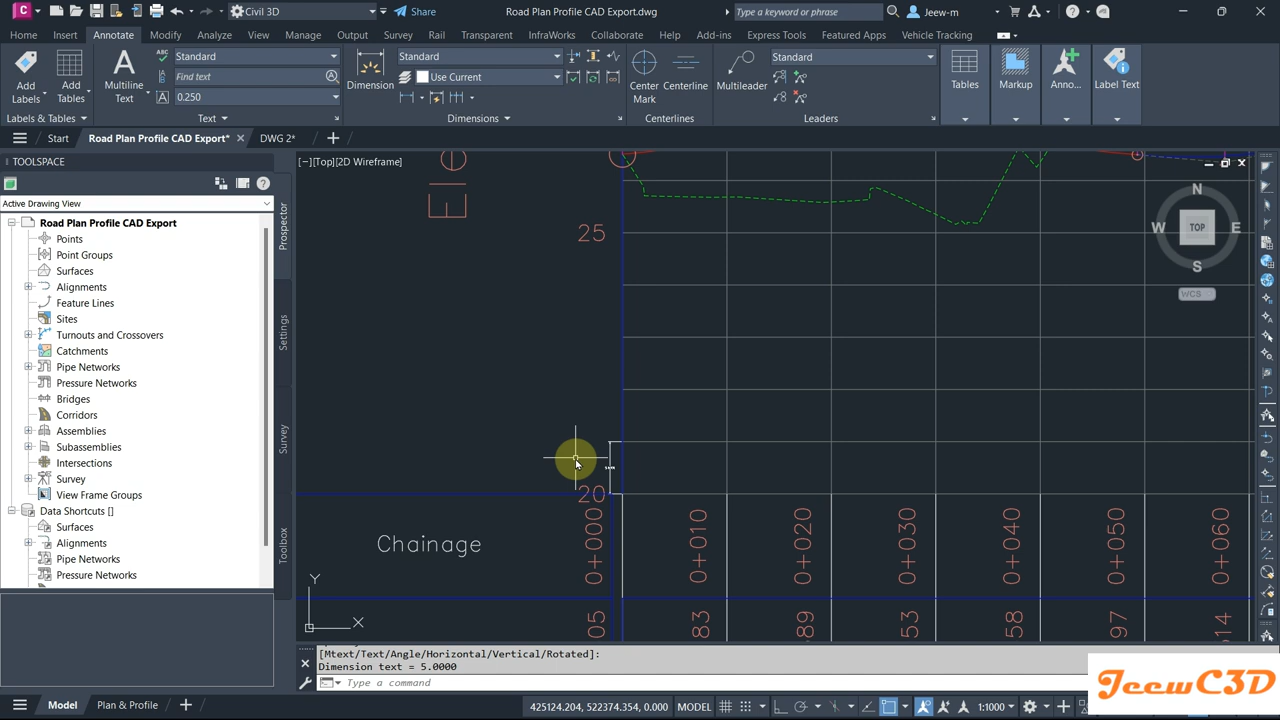 Civil 3D
Share
Road Plan Profile CAD Export.dwg
Type a keyword or phrase
Jeew-m
Home Insert Annotate Modify Analyze View Manage Output Survey Rail Transparent InfraWorks Collaborate Help Add-ins Express Tools Featured Apps Vehicle Tracking
Add Labels
Add Tables
Multiline Text
Standard
Find text
0.250
Dimension
Standard
Use Current
Center Mark
Centerline
Multileader
Standard
Tables
Markup
Anno...
Label Text
Labels & Tables
Text
Dimensions
Centerlines
Leaders
Start
Road Plan Profile CAD Export*
DWG 2*
TOOLSPACE
Active Drawing View
Road Plan Profile CAD Export
Points
Point Groups
Surfaces
Alignments
Feature Lines
Sites
Turnouts and Crossovers
Catchments
Pipe Networks
Pressure Networks
Bridges
Corridors
Assemblies
Subassemblies
Intersections
Survey
View Frame Groups
Data Shortcuts []
Surfaces
Alignments
Pipe Networks
Pressure Networks
Prospector
Settings
Survey
Toolbox
[−][Top][2D Wireframe]
N
W TOP E
S
WCS
25
20
Chainage
0+000 0+010 0+020 0+030 0+040 0+050 0+060
05 83 89 53 58 97 14
Y
X
[Mtext/Text/Angle/Horizontal/Vertical/Rotated]:
Dimension text = 5.0000
Type a command
Model
Plan & Profile
425124.204, 522374.354, 0.000
MODEL
1:1000
JeewC3D